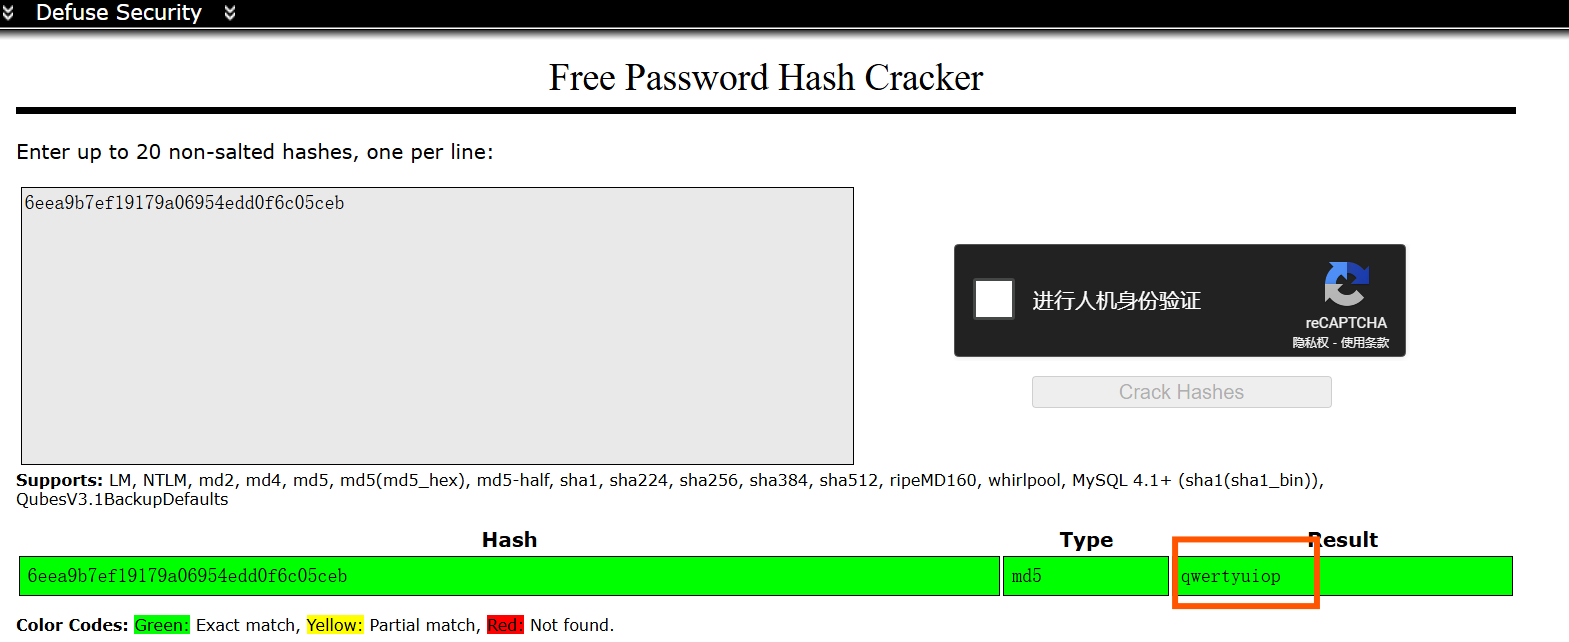 Defuse Security
Free Password Hash Cracker
Enter up to 20 non-salted hashes, one per line:
6eea9b7ef19179a06954edd0f6c05ceb
进行人机身份验证
reCAPTCHA
隐私权 - 使用条款
Crack Hashes
Supports: LM, NTLM, md2, md4, md5, md5(md5_hex), md5-half, sha1, sha224, sha256, sha384, sha512, ripeMD160, whirlpool, MySQL 4.1+ (sha1(sha1_bin)),
QubesV3.1BackupDefaults
Hash Type Result
6eea9b7ef19179a06954edd0f6c05ceb md5 qwertyuiop
Color Codes: Green: Exact match, Yellow: Partial match, Red: Not found.